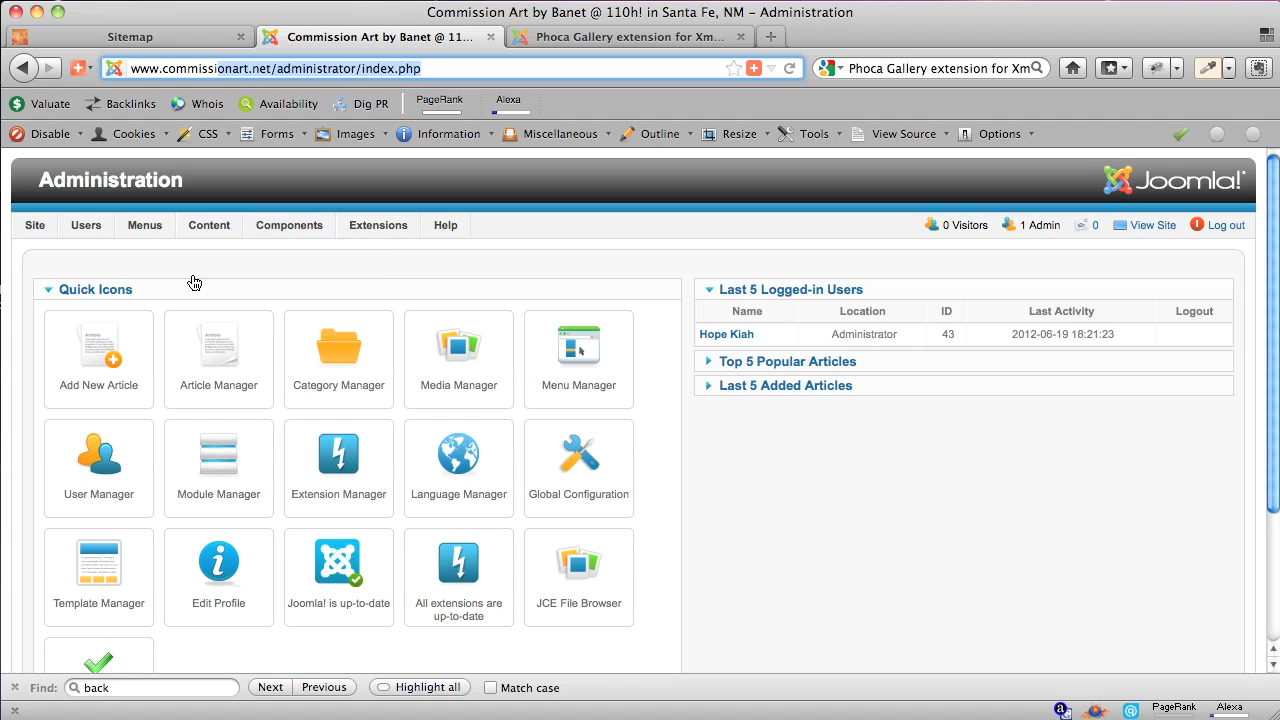 Commission Art by Banet @ 110h! in Santa Fe, NM – Administration
Sitemap
Commission Art by Banet @ 11...
Phoca Gallery extension for Xm...
www.commissionart.net/administrator/index.php
Phoca Gallery extension for Xm
Valuate Backlinks Whois Availability Dig PR PageRank Alexa
Disable Cookies CSS Forms Images Information Miscellaneous Outline Resize Tools View Source Options
Administration
Joomla!
Site Users Menus Content Components Extensions Help
0 Visitors 1 Admin 0 View Site Log out
Quick Icons
Add New Article
Article Manager
Category Manager
Media Manager
Menu Manager
User Manager
Module Manager
Extension Manager
Language Manager
Global Configuration
Template Manager
Edit Profile
Joomla! is up-to-date
All extensions are
up-to-date
JCE File Browser
Last 5 Logged-in Users
Name Location ID Last Activity Logout
Hope Kiah Administrator 43 2012-06-19 18:21:23
Top 5 Popular Articles
Last 5 Added Articles
Find: back Next Previous Highlight all Match case
PageRank Alexa